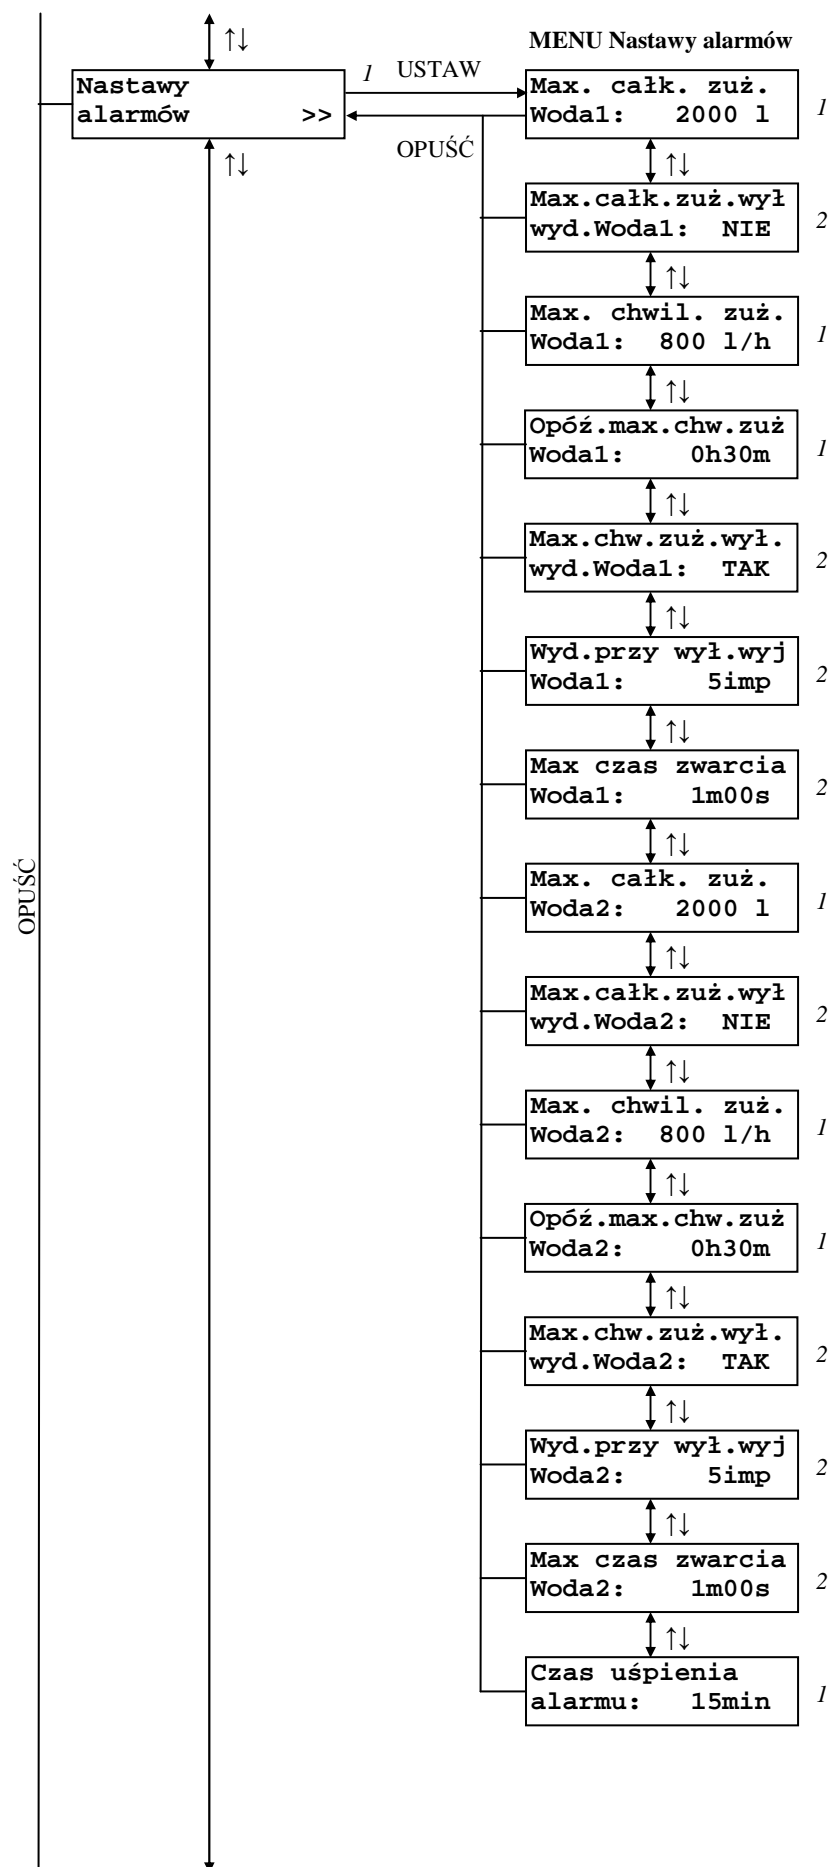 ↑↓
MENU Nastawy alarmów
1 USTAW
Nastawy
alarmów >>
OPUŚĆ
↑↓
Max. całk. zuż.
Woda1: 2000 l
1
↑↓
Max.całk.zuż.wył
wyd.Woda1: NIE
2
↑↓
Max. chwil. zuż.
Woda1: 800 l/h
1
↑↓
Opóź.max.chw.zuż
Woda1: 0h30m
1
↑↓
Max.chw.zuż.wył.
wyd.Woda1: TAK
2
↑↓
Wyd.przy wył.wyj
Woda1: 5imp
2
↑↓
Max czas zwarcia
Woda1: 1m00s
2
↑↓
Max. całk. zuż.
Woda2: 2000 l
1
↑↓
Max.całk.zuż.wył
wyd.Woda2: NIE
2
↑↓
Max. chwil. zuż.
Woda2: 800 l/h
1
↑↓
Opóź.max.chw.zuż
Woda2: 0h30m
1
↑↓
Max.chw.zuż.wył.
wyd.Woda2: TAK
2
↑↓
Wyd.przy wył.wyj
Woda2: 5imp
2
↑↓
Max czas zwarcia
Woda2: 1m00s
2
↑↓
Czas uśpienia
alarmu: 15min
1
OPUŚĆ